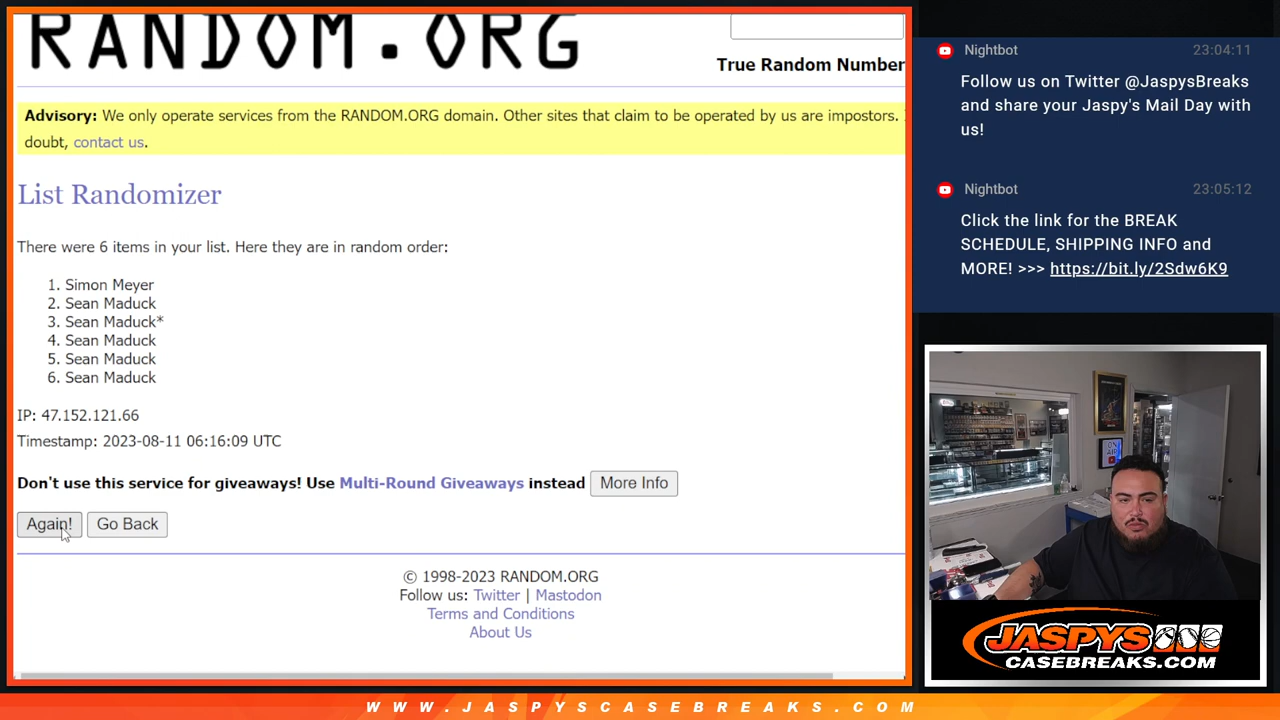 RANDOM.ORG
True Random Number
Advisory: We only operate services from the RANDOM.ORG domain. Other sites that claim to be operated by us are impostors.
doubt, contact us.
List Randomizer
There were 6 items in your list. Here they are in random order:
1. Simon Meyer
2. Sean Maduck
3. Sean Maduck*
4. Sean Maduck
5. Sean Maduck
6. Sean Maduck
IP: 47.152.121.66
Timestamp: 2023-08-11 06:16:09 UTC
Don't use this service for giveaways! Use Multi-Round Giveaways instead More Info
Again! Go Back
© 1998-2023 RANDOM.ORG
Follow us: Twitter | Mastodon
Terms and Conditions
About Us
Nightbot 23:04:11
Follow us on Twitter @JaspysBreaks
and share your Jaspy's Mail Day with
us!
Nightbot 23:05:12
Click the link for the BREAK
SCHEDULE, SHIPPING INFO and
MORE! >>> https://bit.ly/2Sdw6K9
ON
AIR
JASPYS
CASEBREAKS.COM
WWW.JASPYSCASEBREAKS.COM